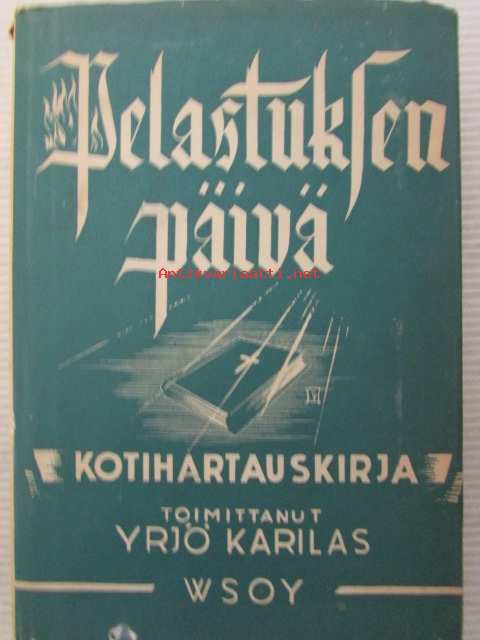 Pelastuksen
päivä
Antikvariaatti.net
KOTIHARTAUSKIRJA
TOIMITTANUT
YRJÖ KARILAS
WSOY